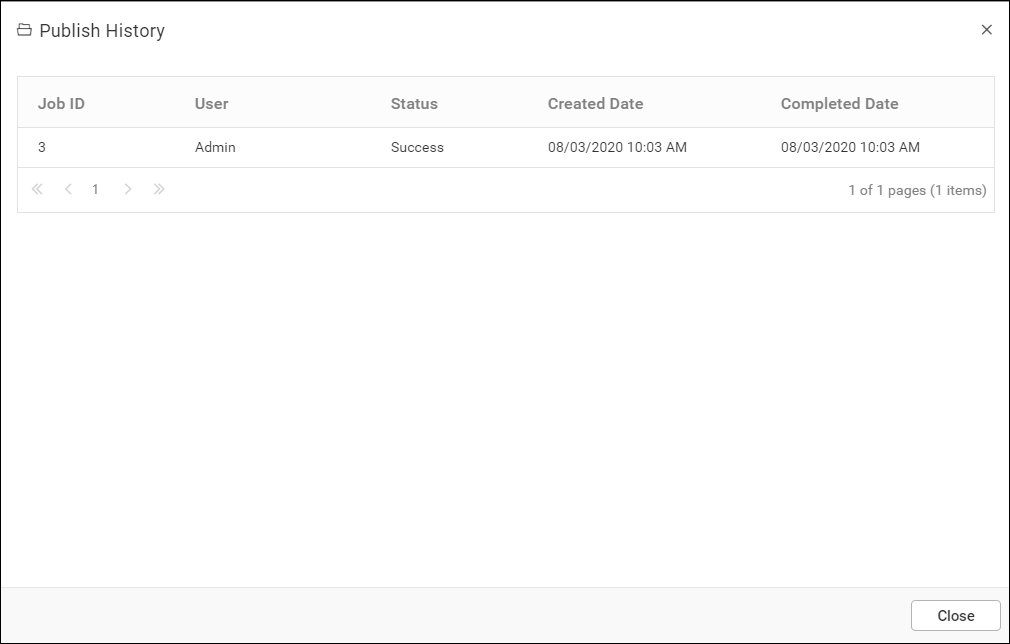 Publish History
Job ID User Status Created Date Completed Date
3 Admin Success 08/03/2020 10:03 AM 08/03/2020 10:03 AM
1 1 of 1 pages (1 items)
Close